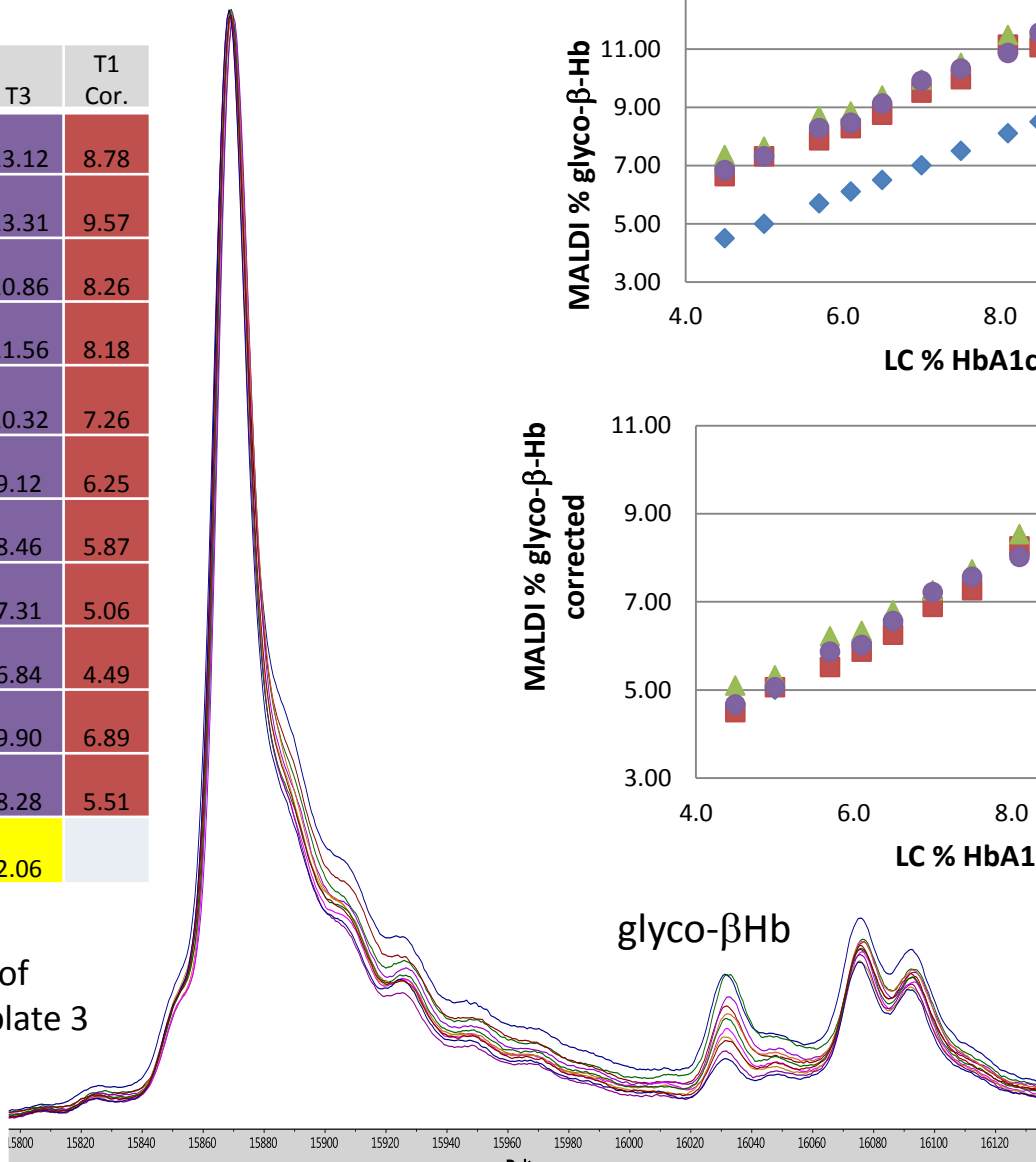 T3 T1 Cor.
3.12 8.78
3.31 9.57
0.86 8.26
1.56 8.18
0.32 7.26
9.12 6.25
8.46 5.87
7.31 5.06
6.84 4.49
9.90 6.89
8.28 5.51
2.06
of
plate 3
MALDI % glyco-β-Hb
11.00
9.00
7.00
5.00
3.00
4.0 6.0 8.0
LC % HbA1c
MALDI % glyco-β-Hb
corrected
11.00
9.00
7.00
5.00
3.00
4.0 6.0 8.0
LC % HbA1
glyco-βHb
15800 15820 15840 15860 15880 15900 15920 15940 15960 15980 16000 16020 16040 16060 16080 16100 16120